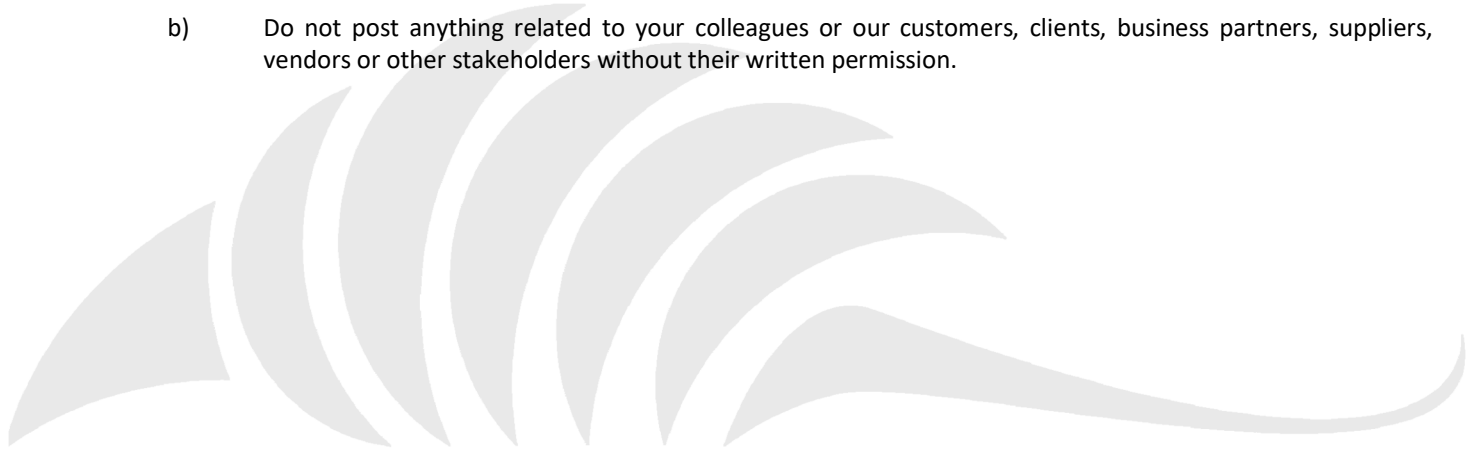 b) Do not post anything related to your colleagues or our customers, clients, business partners, suppliers,
vendors or other stakeholders without their written permission.